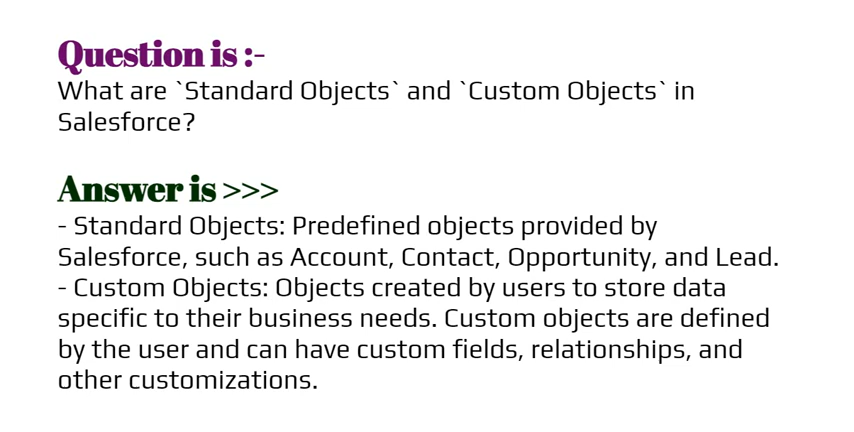 Question is :-
What are `Standard Objects` and `Custom Objects` in
Salesforce?
Answer is >>>
- Standard Objects: Predefined objects provided by
Salesforce, such as Account, Contact, Opportunity, and Lead.
- Custom Objects: Objects created by users to store data
specific to their business needs. Custom objects are defined
by the user and can have custom fields, relationships, and
other customizations.